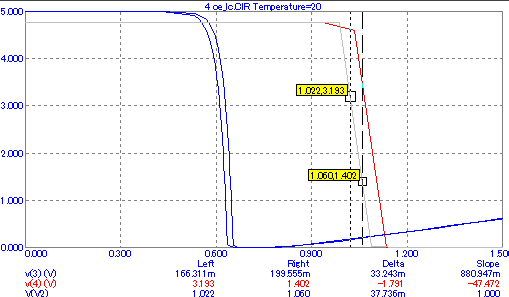 4 oe_lc.CIR Temperature=20
5.000
4.000
3.000
2.000
1.000
0.000
1.022,3.193
1.060,1.402
0.000 0.300 0.600 0.900 1.200 1.500
Left Right Delta Slope
v(3) (V) 166.311m 199.555m 33.243m 880.947m
v(4) (V) 3.193 1.402 -1.791 -47.472
V(V2) 1.022 1.060 37.736m 1.000